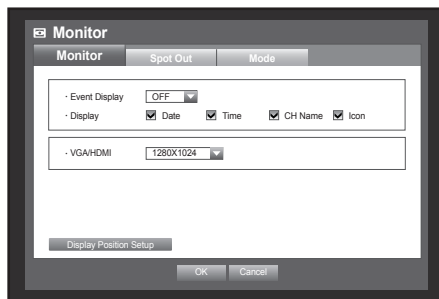 Monitor
Monitor Spot Out Mode
· Event Display OFF
· Display Date Time CH Name Icon
· VGA/HDMI 1280X1024
Display Position Setup
OK Cancel